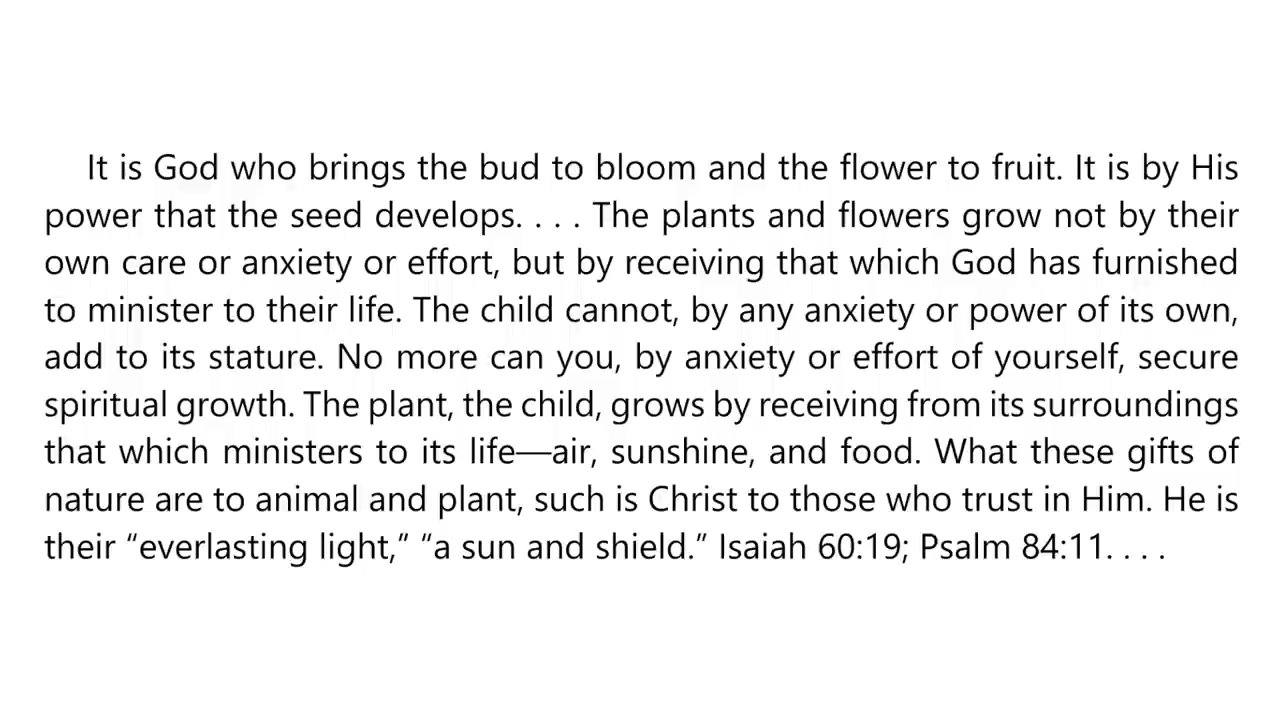 It is God who brings the bud to bloom and the flower to fruit. It is by His
power that the seed develops. . . . The plants and flowers grow not by their
own care or anxiety or effort, but by receiving that which God has furnished
to minister to their life. The child cannot, by any anxiety or power of its own,
add to its stature. No more can you, by anxiety or effort of yourself, secure
spiritual growth. The plant, the child, grows by receiving from its surroundings
that which ministers to its life—air, sunshine, and food. What these gifts of
nature are to animal and plant, such is Christ to those who trust in Him. He is
their “everlasting light,” “a sun and shield.” Isaiah 60:19; Psalm 84:11. . . .